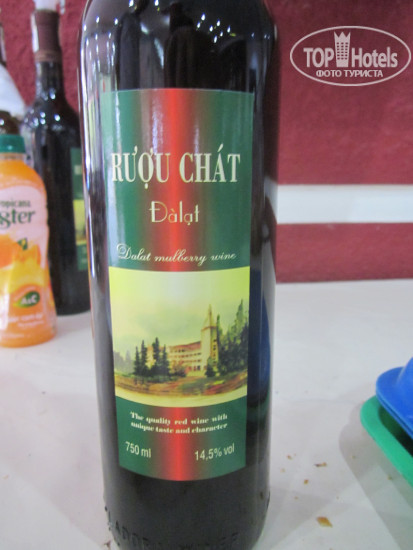 TOP Hotels
ФОТО ТУРИСТА
RƯỢU CHÁT
Đàlạt
Dalat mulberry wine
The quality red wine with
unique taste and character
750 ml 14,5% vol
A&C